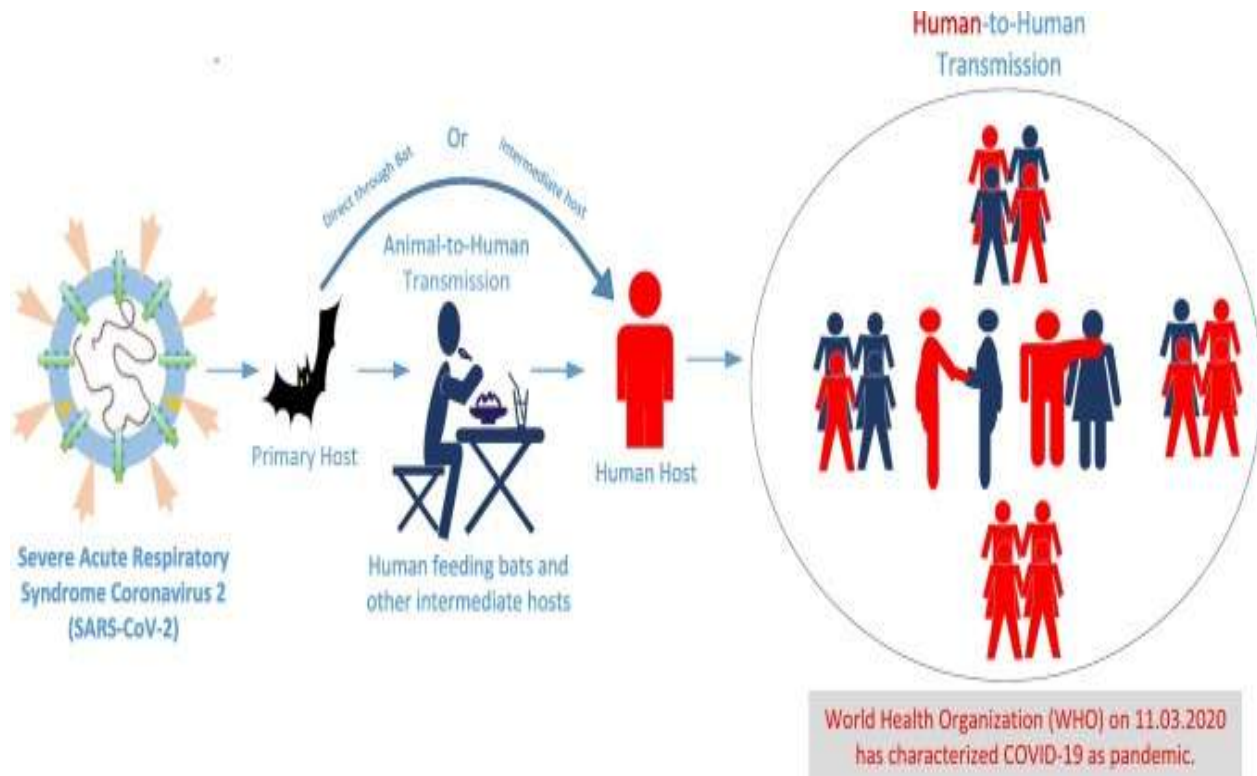 Human-to-Human
Transmission
Or
Direct through Bat
Intermediate host
Animal-to-Human
Transmission
Primary Host
Human Host
Human feeding bats and
other intermediate hosts
Severe Acute Respiratory
Syndrome Coronavirus 2
(SARS-CoV-2)
World Health Organization (WHO) on 11.03.2020
has characterized COVID-19 as pandemic.